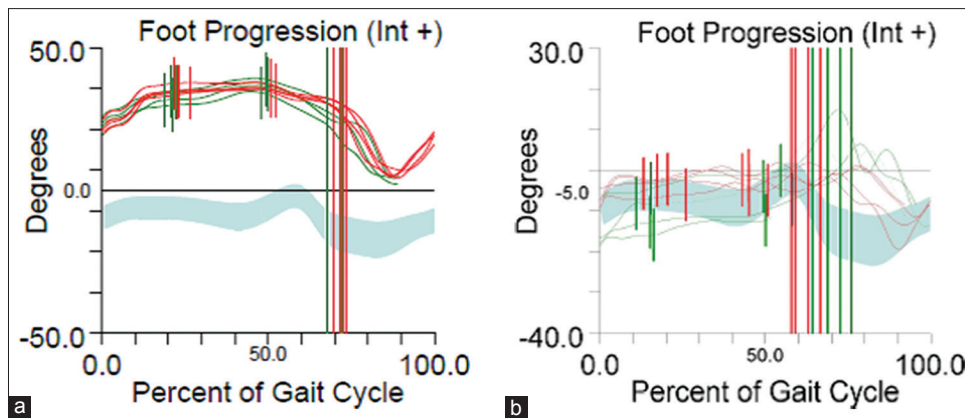 Foot Progression (Int +)
50.0
Degrees
0.0
-50.0
0.0
50.0
100.0
Percent of Gait Cycle
a
Foot Progression (Int +)
30.0
Degrees
-5.0
-40.0
0.0
50.0
100.0
Percent of Gait Cycle
b